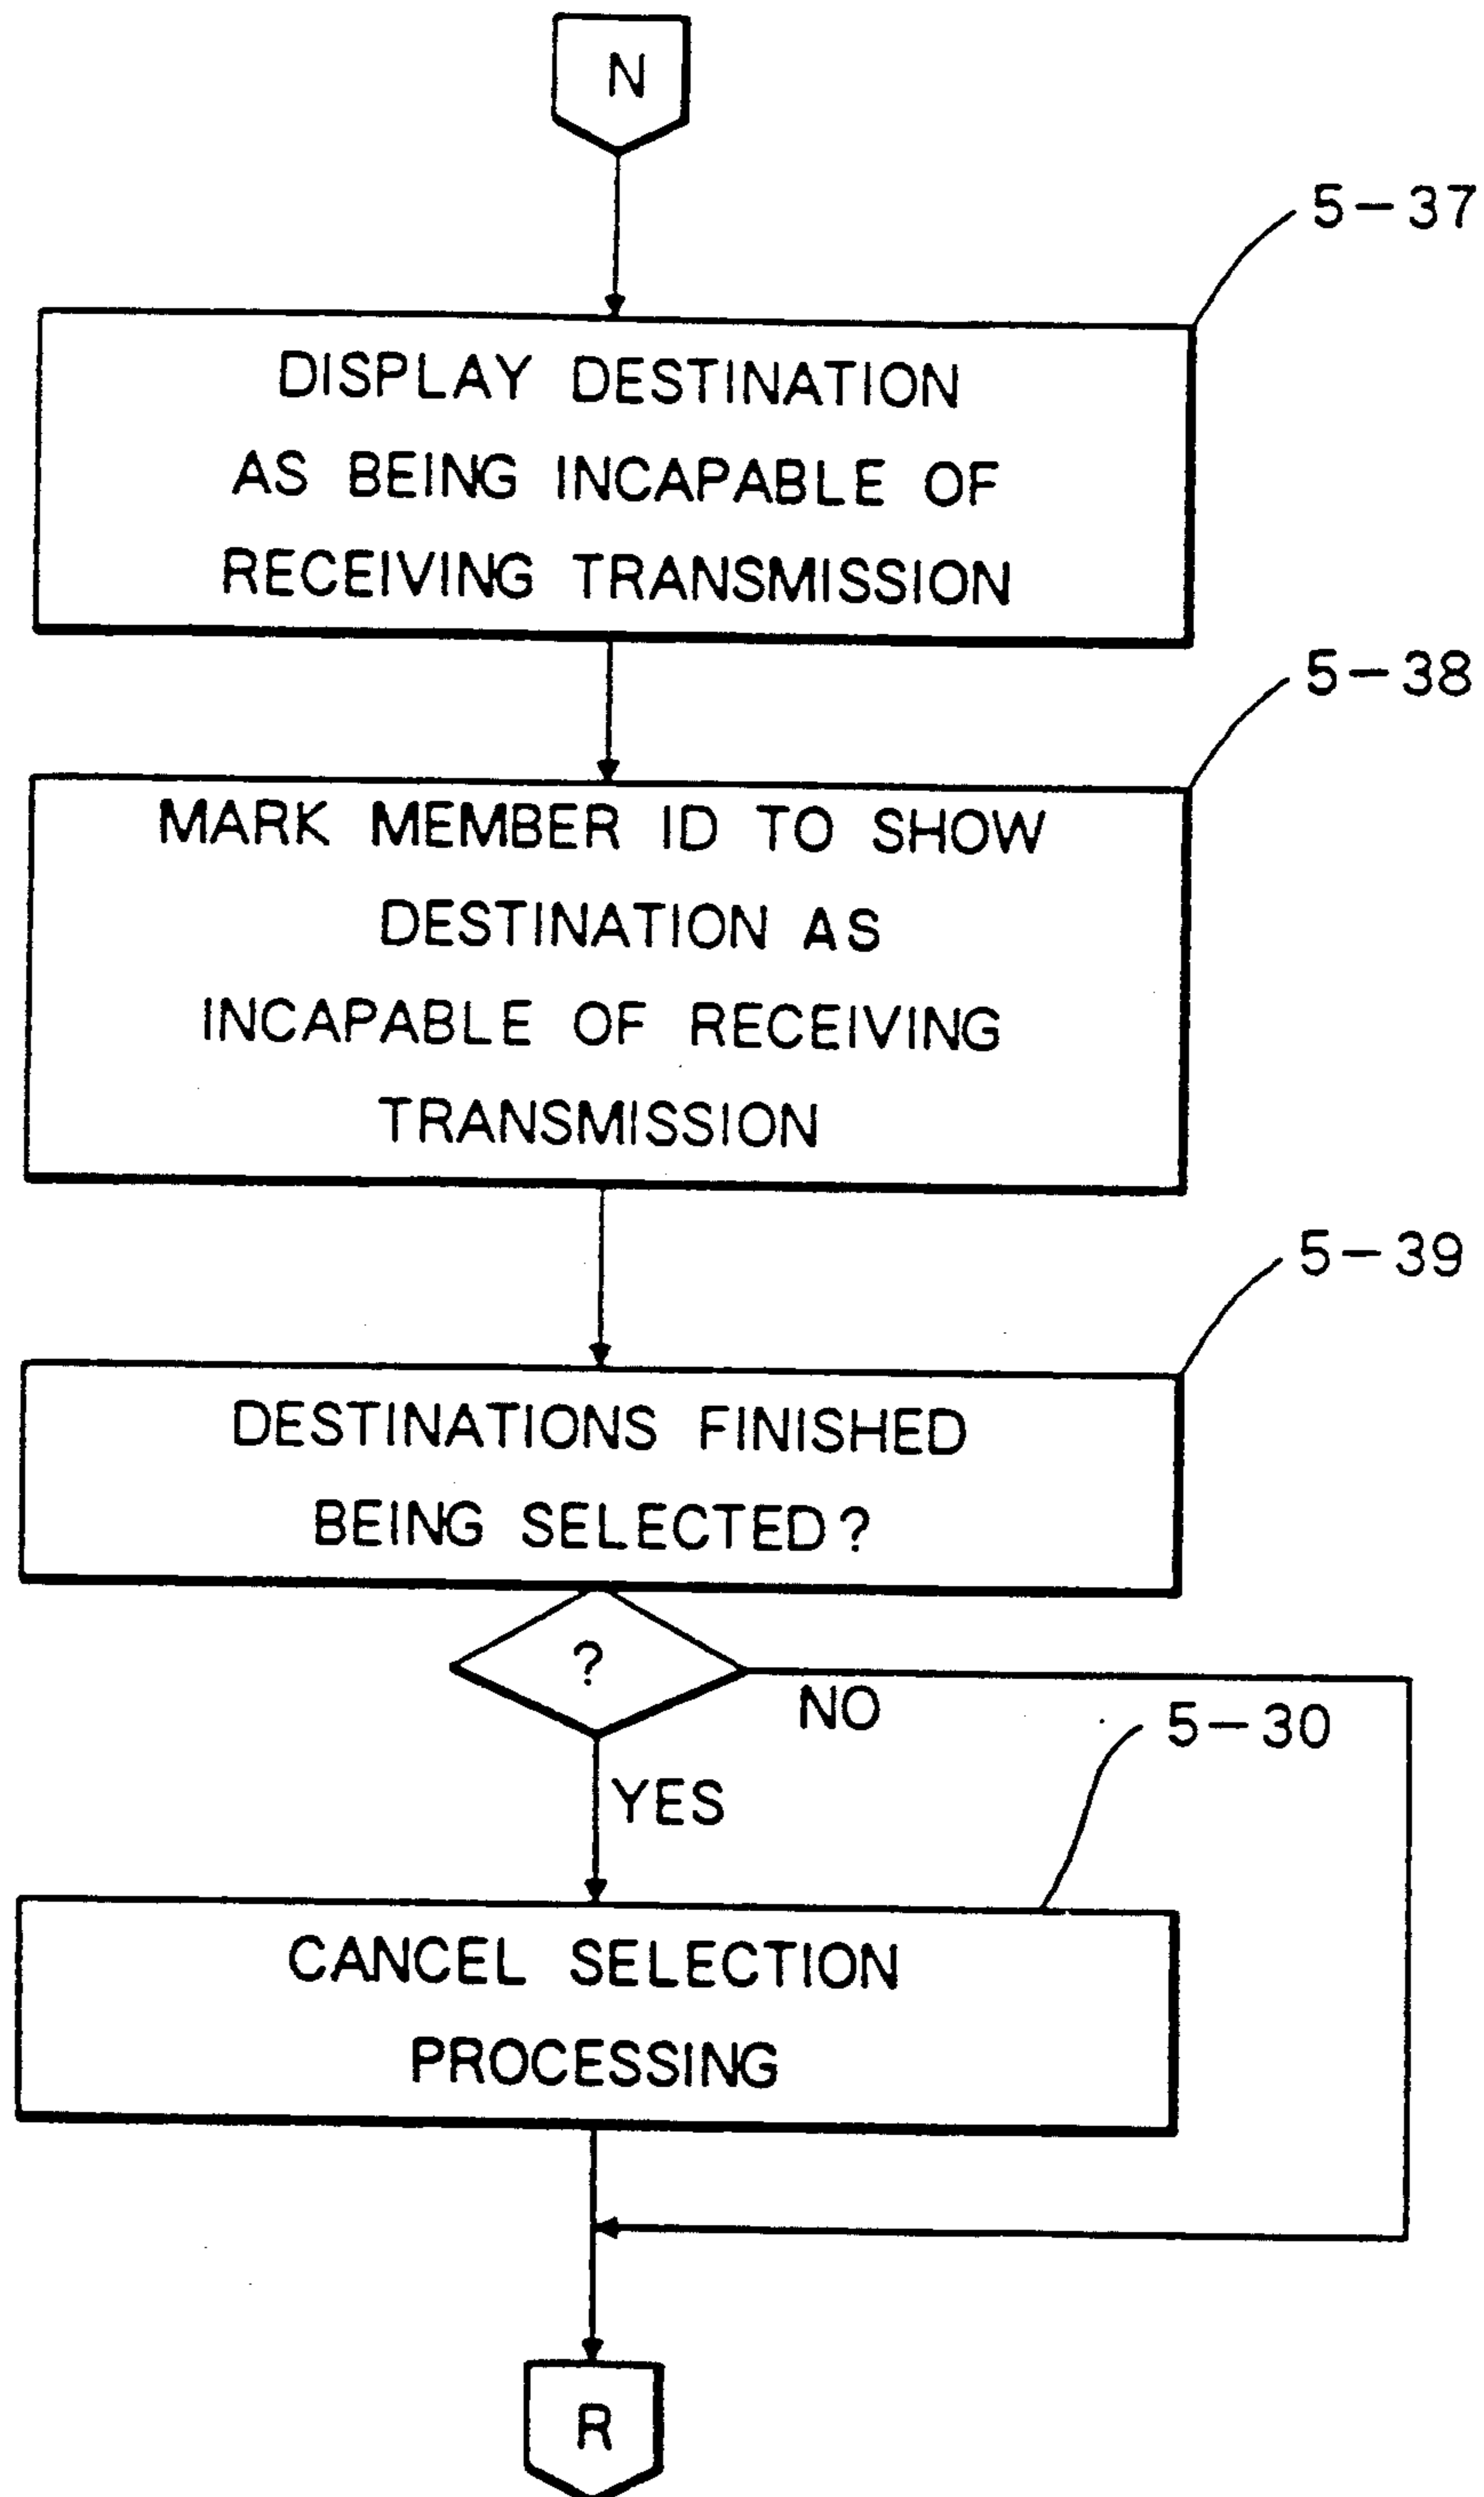 N
5-37
DISPLAY DESTINATION
AS BEING INCAPABLE OF
RECEIVING TRANSMISSION
5-38
MARK MEMBER ID TO SHOW
DESTINATION AS
INCAPABLE OF RECEIVING
TRANSMISSION
5-39
DESTINATIONS FINISHED
BEING SELECTED?
?
NO
5-30
YES
CANCEL SELECTION
PROCESSING
R